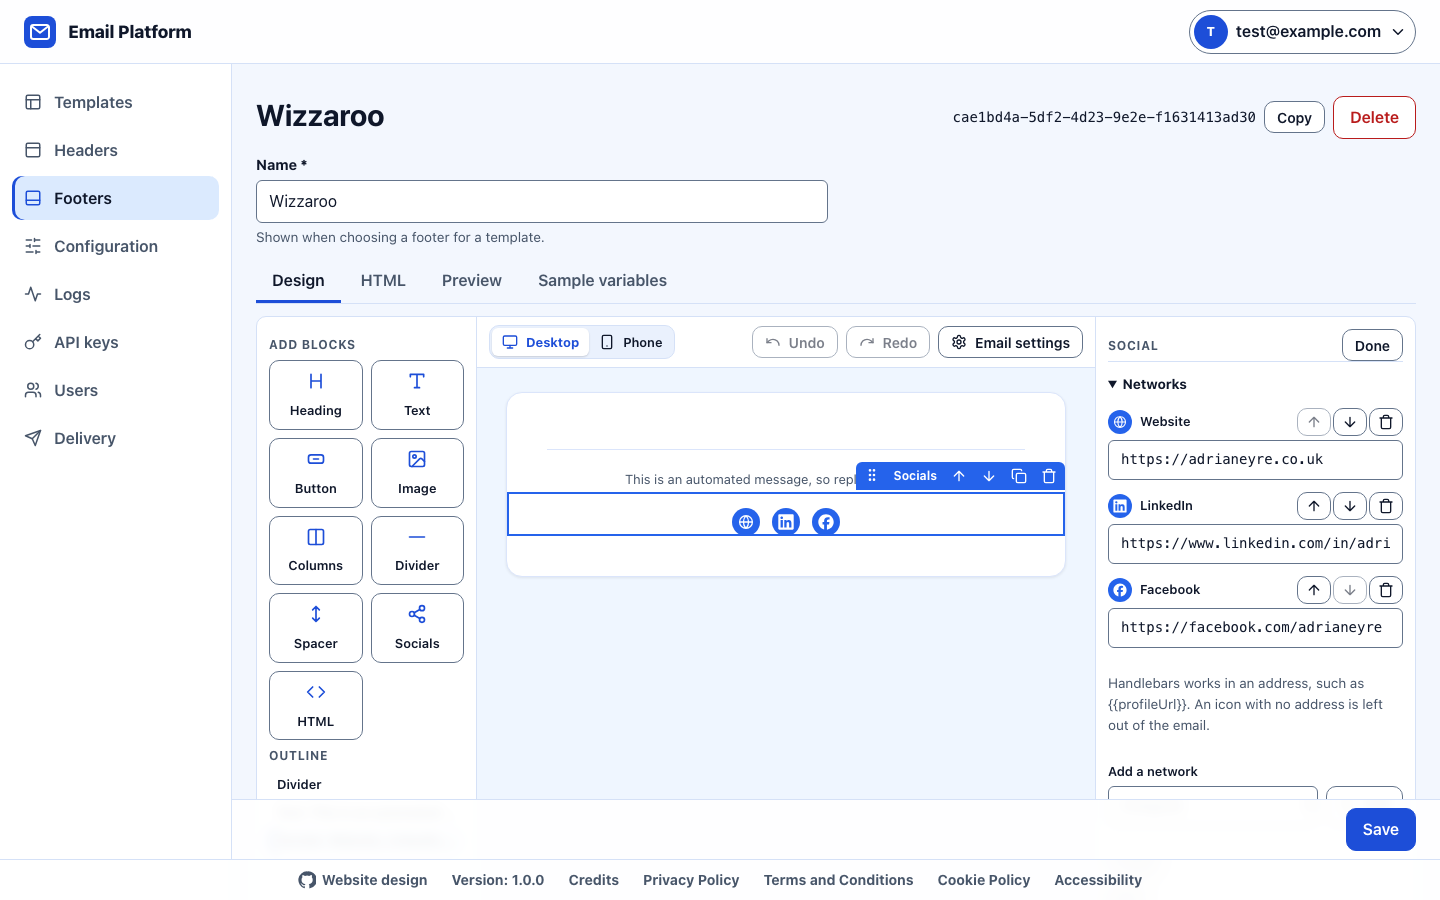 Email Platform
T
test@example.com
Templates
Headers
Footers
Configuration
Logs
API keys
Users
Delivery
Wizzaroo
cae1bd4a-5df2-4d23-9e2e-f1631413ad30
Copy
Delete
Name *
Wizzaroo
Shown when choosing a footer for a template.
Design
HTML
Preview
Sample variables
ADD BLOCKS
Heading
Text
Button
Image
Columns
Divider
Spacer
Socials
HTML
OUTLINE
Divider
Desktop
Phone
Undo
Redo
Email settings
This is an automated message, so repl
Socials
SOCIAL
Done
Networks
Website
https://adrianeyre.co.uk
LinkedIn
https://www.linkedin.com/in/adri
Facebook
https://facebook.com/adrianeyre
Handlebars works in an address, such as
{{profileUrl}}. An icon with no address is left
out of the email.
Add a network
Save
Website design
Version: 1.0.0
Credits
Privacy Policy
Terms and Conditions
Cookie Policy
Accessibility